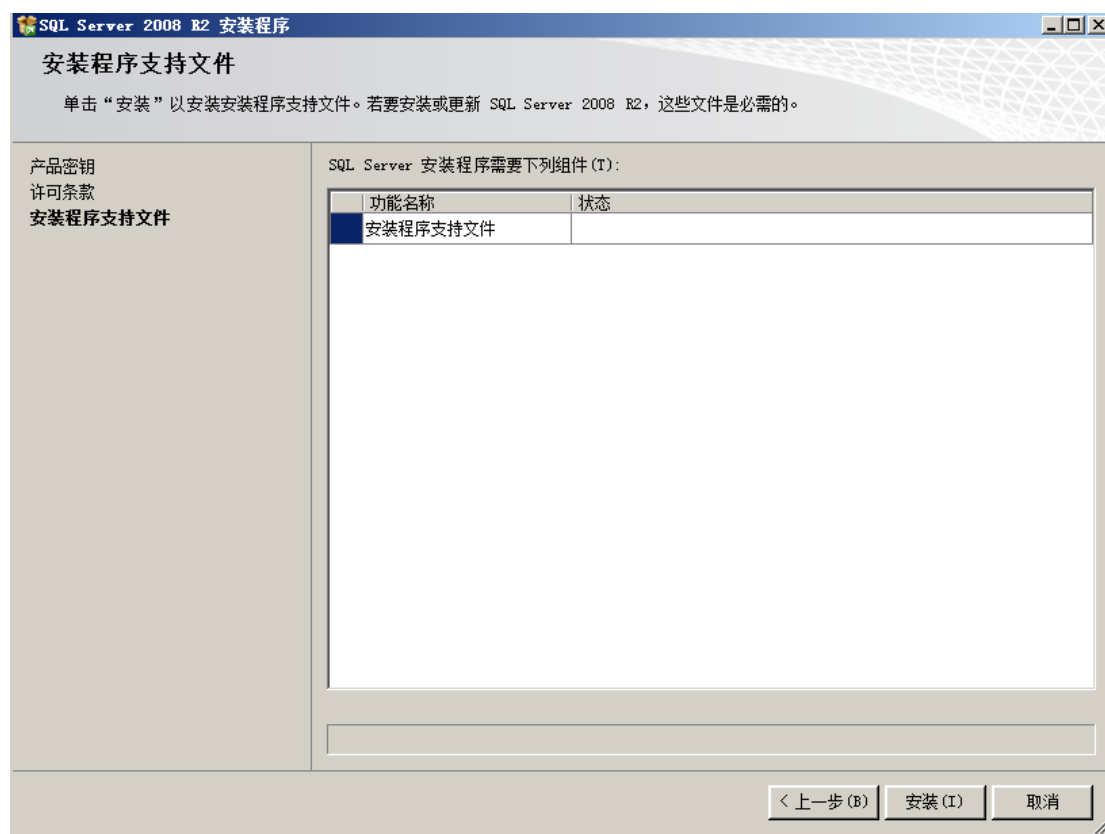 SQL Server 2008 R2 安装程序
安装程序支持文件
单击“安装”以安装安装程序支持文件。若要安装或更新 SQL Server 2008 R2，这些文件是必需的。
产品密钥
许可条款
安装程序支持文件
SQL Server 安装程序需要下列组件(T):
功能名称 状态
安装程序支持文件
< 上一步(B) 安装(I) 取消